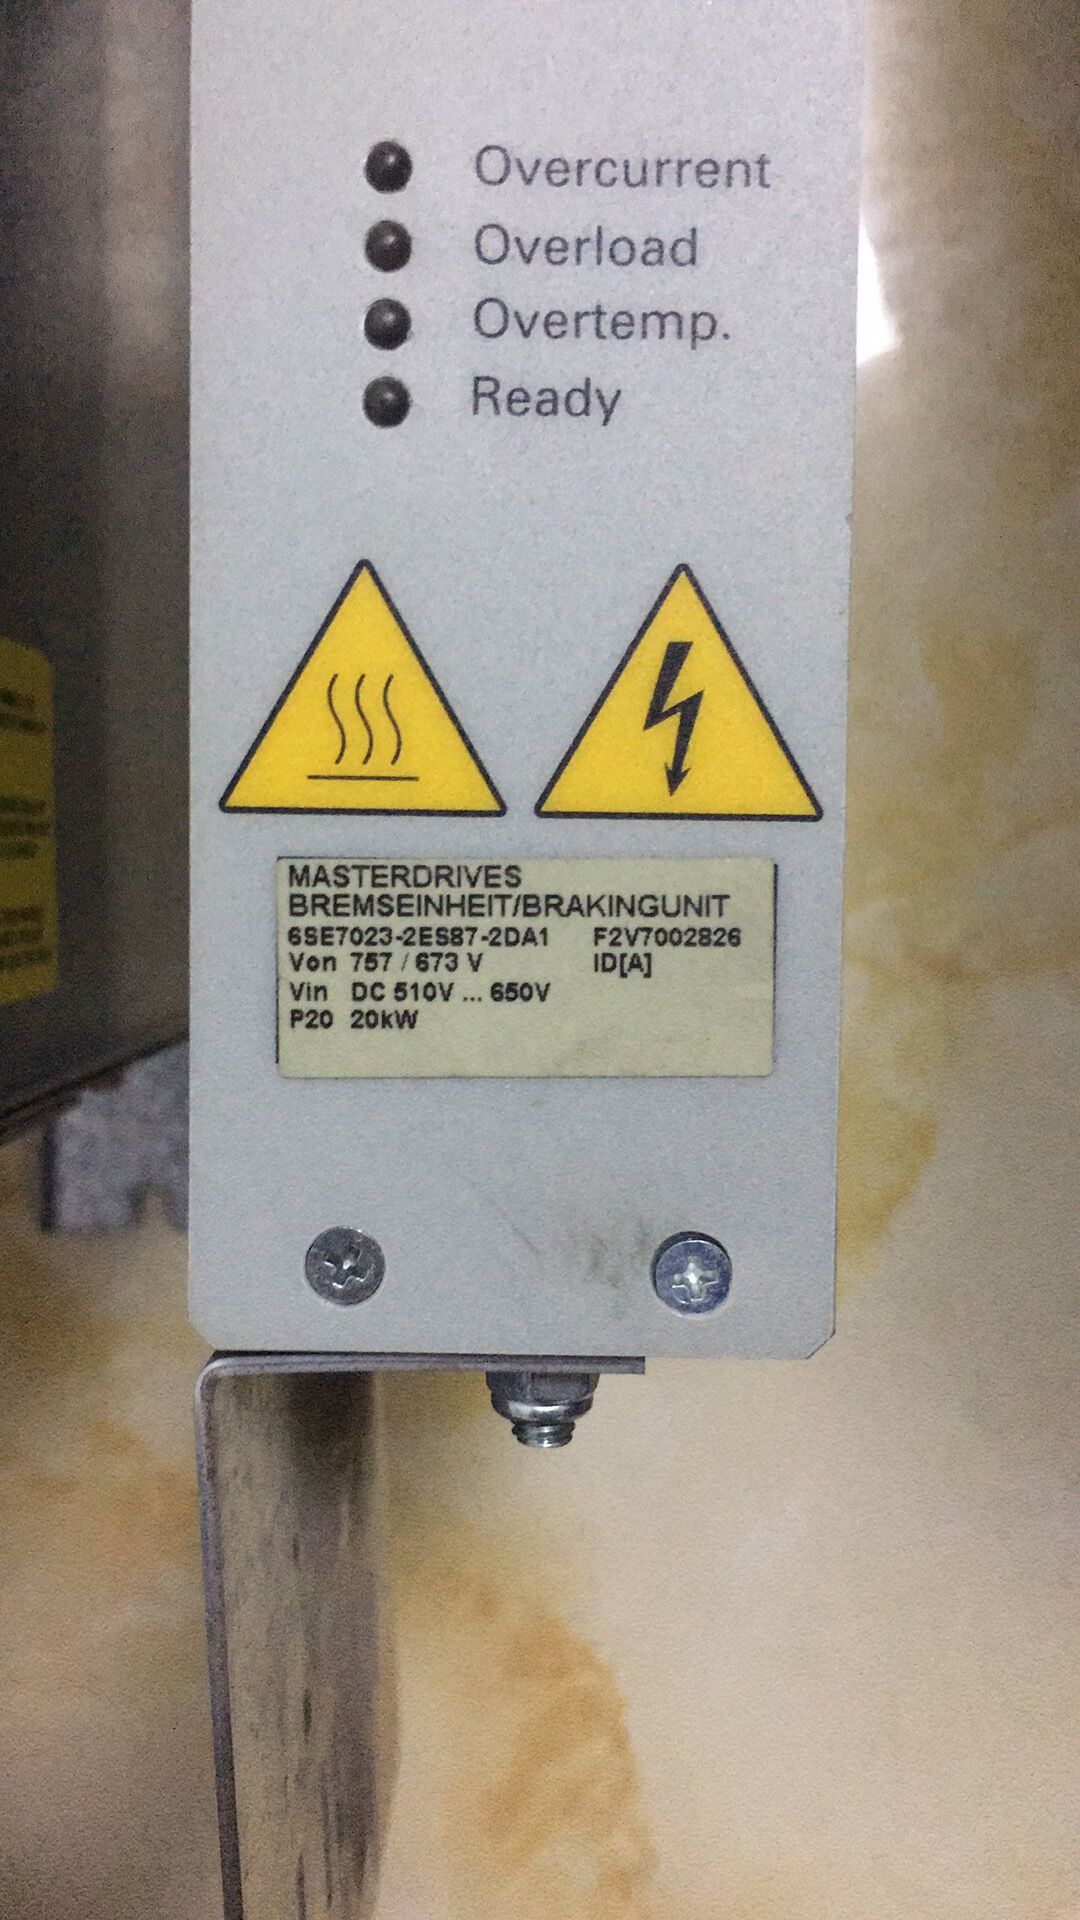 Overcurrent
Overload
Overtemp.
Ready
MASTERDRIVES
BREMSEINHEIT/BRAKINGUNIT
6SE7023-2ES87-2DA1 F2V7002826
Von 757 / 673 V ID[A]
Vin DC 510V ... 650V
P20 20kW